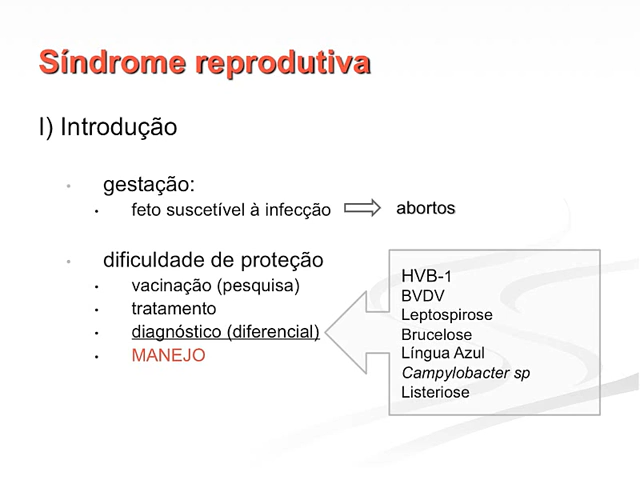 Síndrome reprodutiva
I) Introdução
• gestação:
• feto suscetível à infecção
abortos
• dificuldade de proteção
• vacinação (pesquisa)
• tratamento
• diagnóstico (diferencial)
• MANEJO
HVB-1
BVDV
Leptospirose
Brucelose
Língua Azul
Campylobacter sp
Listeriose